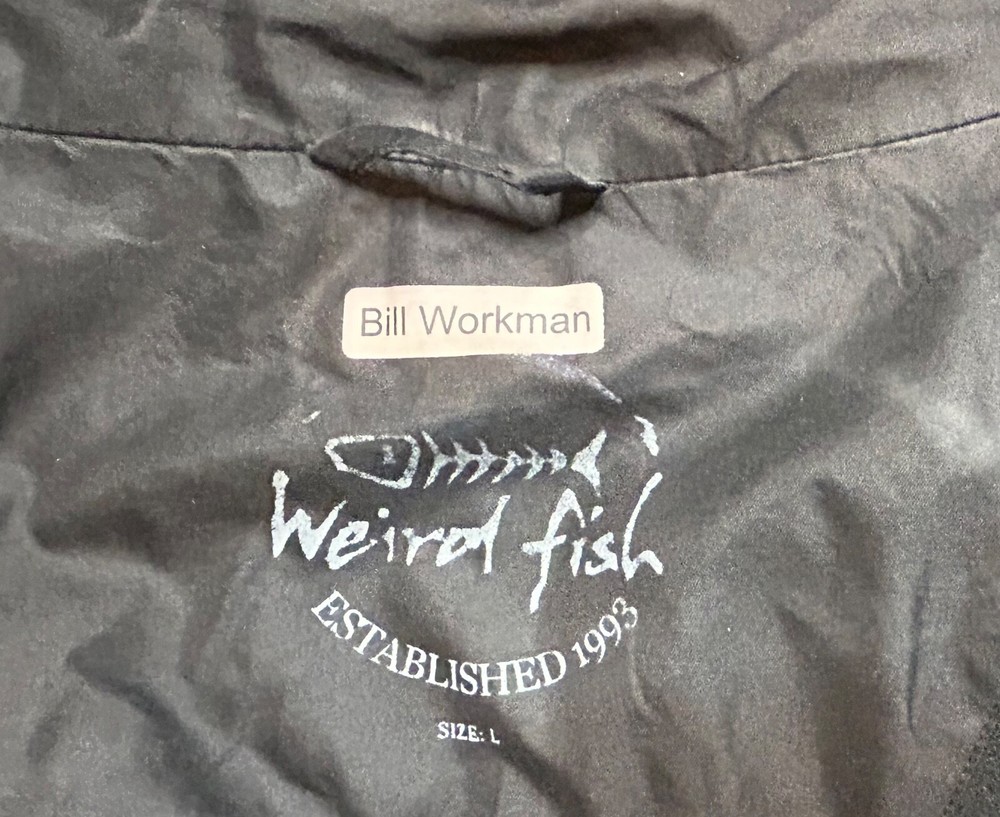 Bill Workman
Weird fish
ESTABLISHED 1993
SIZE: L